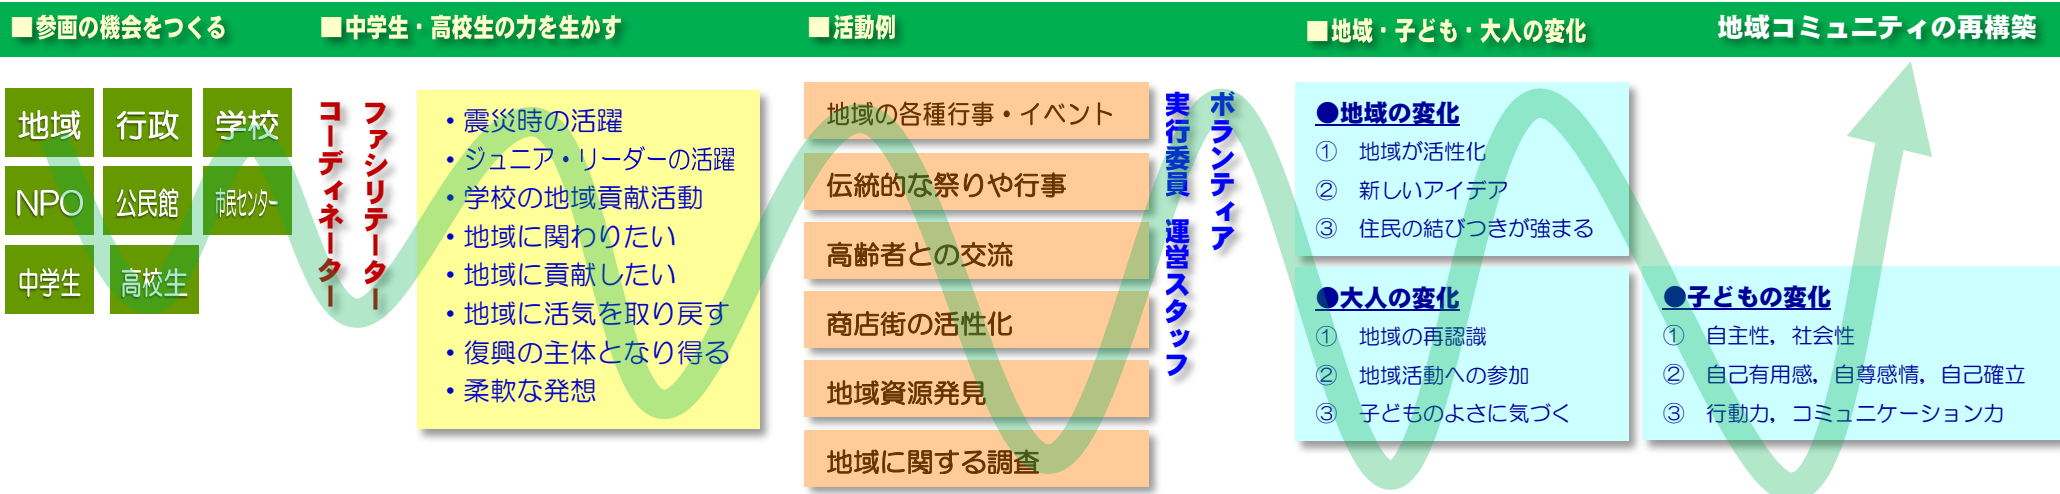 ■参画の機会をつくる
■中学生・高校生の力を生かす
■活動例
■地域・子ども・大人の変化
地域コミュニティの再構築
地域
行政
学校
NPO
公民館
市民センター
中学生
高校生
ファシリテーター
コーディネーター
・震災時の活躍
・ジュニア・リーダーの活躍
・学校の地域貢献活動
・地域に関わりたい
・地域に貢献したい
・地域に活気を取り戻す
・復興の主体となり得る
・柔軟な発想
地域の各種行事・イベント
伝統的な祭りや行事
高齢者との交流
商店街の活性化
地域資源発見
地域に関する調査
ボランティア
実行委員　運営スタッフ
●地域の変化
①　地域が活性化
②　新しいアイデア
③　住民の結びつきが強まる
●大人の変化
①　地域の再認識
②　地域活動への参加
③　子どものよさに気づく
●子どもの変化
①　自主性，社会性
②　自己有用感，自尊感情，自己確立
③　行動力，コミュニケーション力